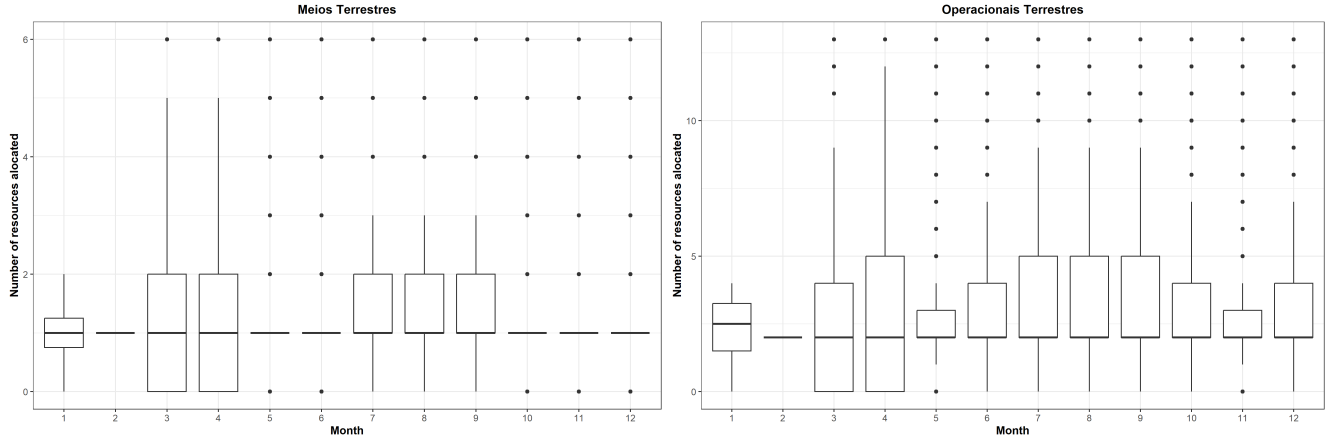 Meios Terrestres
Number of resources alocated
6
4
2
0
1 2 3 4 5 6 7 8 9 10 11 12
Month
Operacionais Terrestres
Number of resources alocated
10
5
0
1 2 3 4 5 6 7 8 9 10 11 12
Month